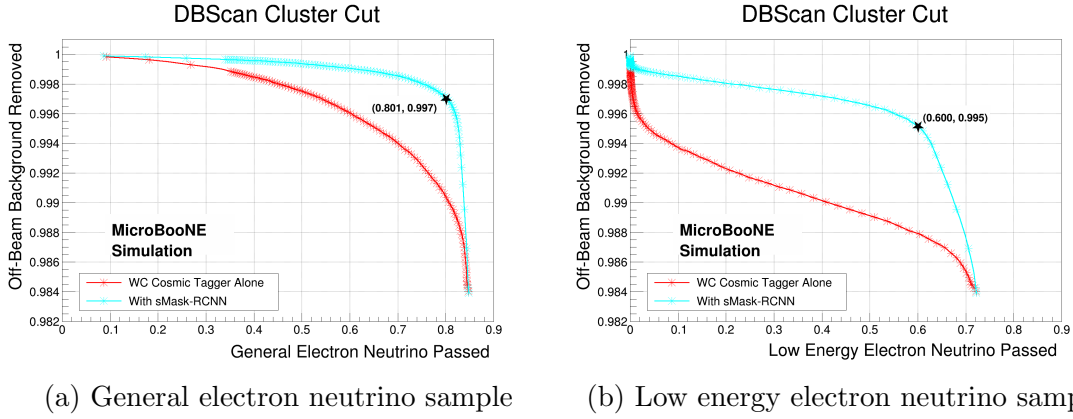 DBScan Cluster Cut
Off-Beam Background Removed
1
0.998
0.996
0.994
0.992
0.99
0.988
0.986
0.984
0.982
(0.801, 0.997)
MicroBooNE
Simulation
WC Cosmic Tagger Alone
With sMask-RCNN
0 0.1 0.2 0.3 0.4 0.5 0.6 0.7 0.8 0.9
General Electron Neutrino Passed
(a) General electron neutrino sample
DBScan Cluster Cut
Off-Beam Background Removed
1
0.998
0.996
0.994
0.992
0.99
0.988
0.986
0.984
0.982
(0.600, 0.995)
MicroBooNE
Simulation
WC Cosmic Tagger Alone
With sMask-RCNN
0 0.1 0.2 0.3 0.4 0.5 0.6 0.7 0.8 0.9
Low Energy Electron Neutrino Passed
(b) Low energy electron neutrino samp